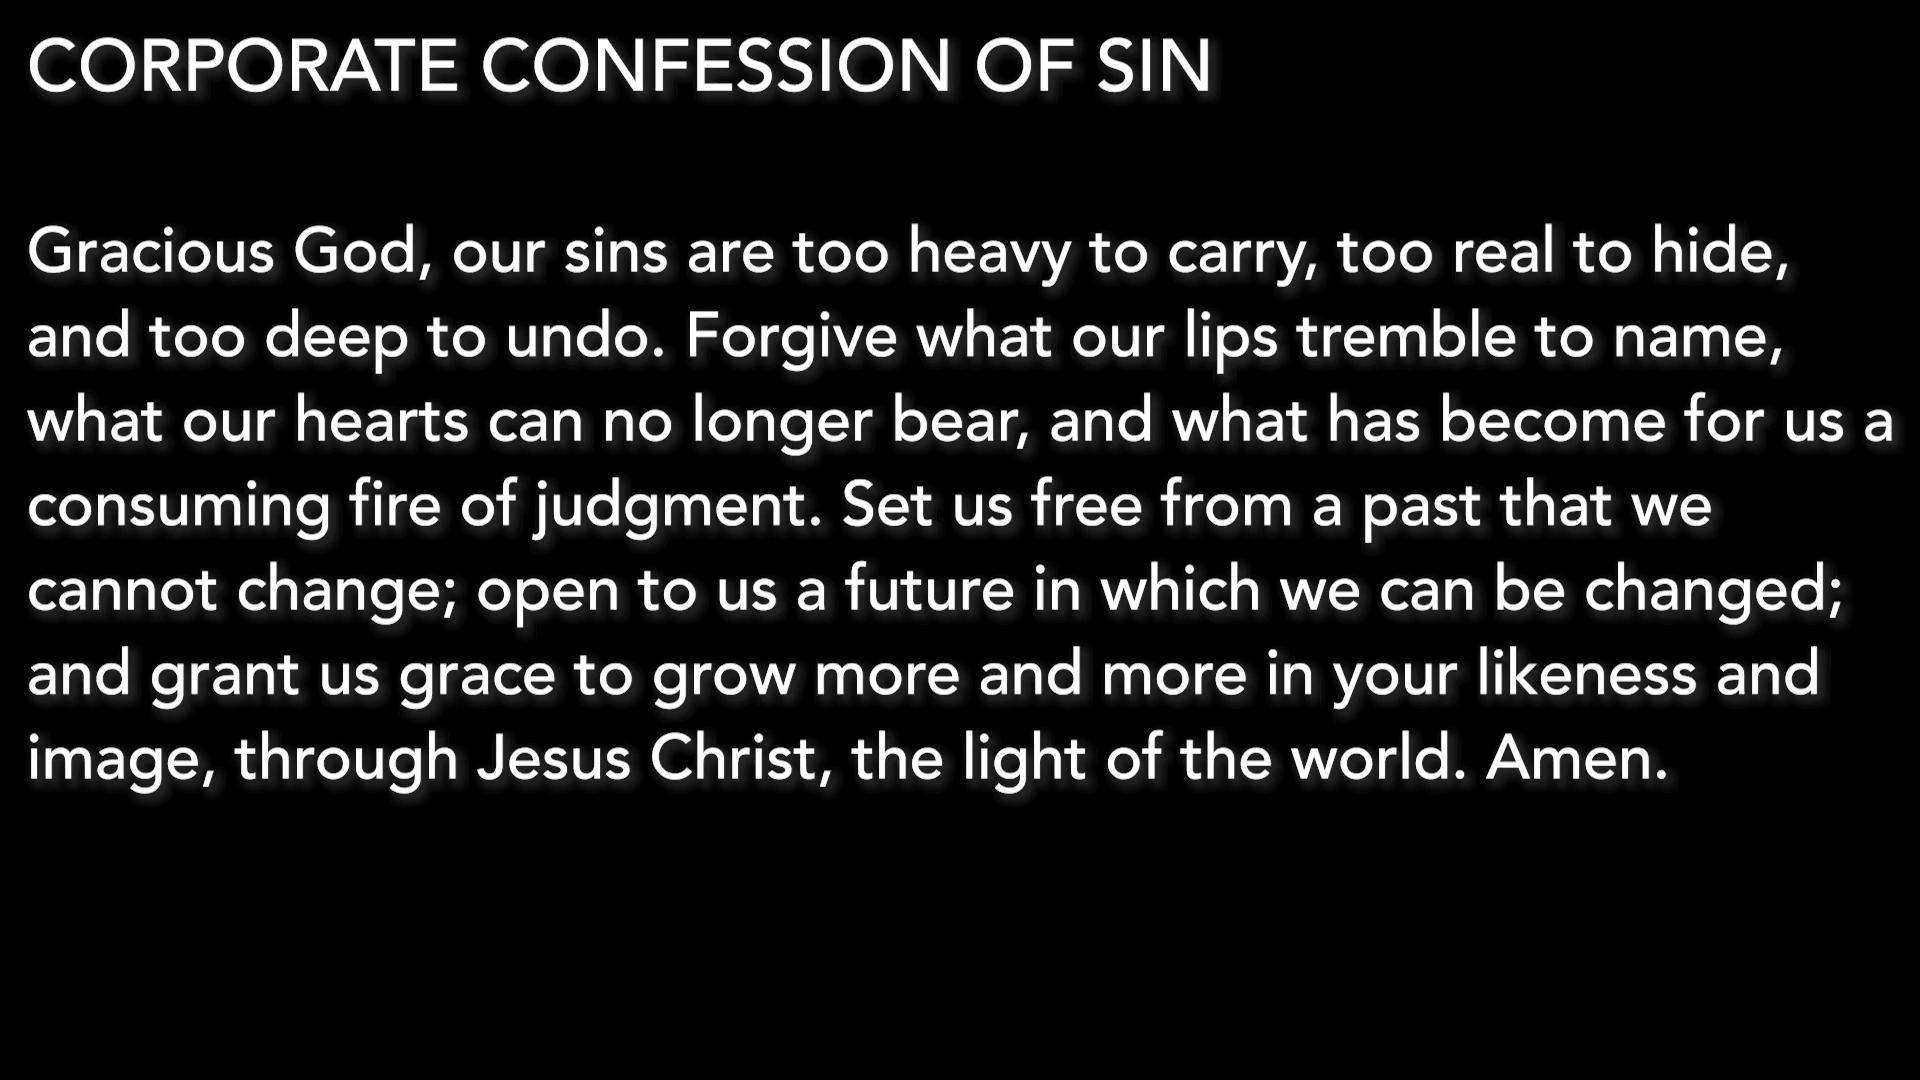 CORPORATE CONFESSION OF SIN
Gracious God, our sins are too heavy to carry, too real to hide,
and too deep to undo. Forgive what our lips tremble to name,
what our hearts can no longer bear, and what has become for us a
consuming fire of judgment. Set us free from a past that we
cannot change; open to us a future in which we can be changed;
and grant us grace to grow more and more in your likeness and
image, through Jesus Christ, the light of the world. Amen.